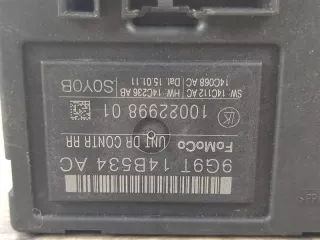 9G9T 14B534 AC
FoMoCo UNT DR CONTR RR
10022998 01
SW: 14C112 AC HW: 14C236 AB
14C068 AC Dat. 15.01.11
SOYOB